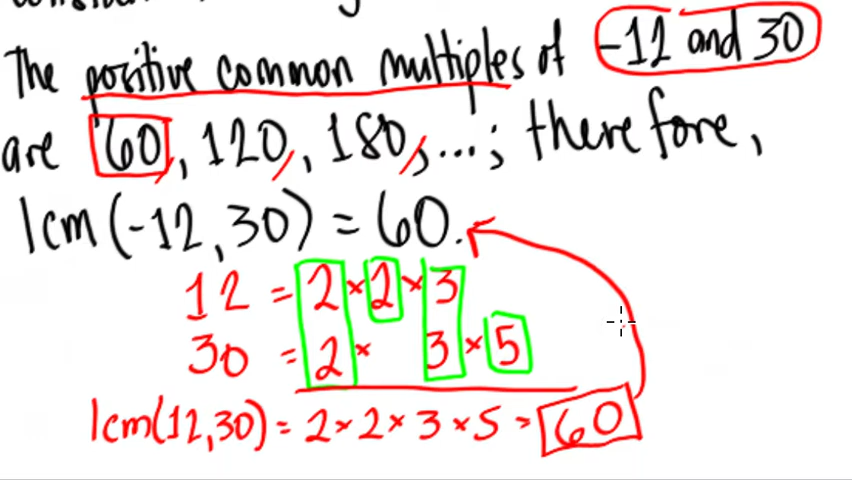 The positive common multiples of -12 and 30
are 60, 120, 180, ...; therefore,
lcm(-12, 30) = 60.
12 = 2 × 2 × 3
30 = 2 × 3 × 5
lcm(12,30) = 2 × 2 × 3 × 5 = 60